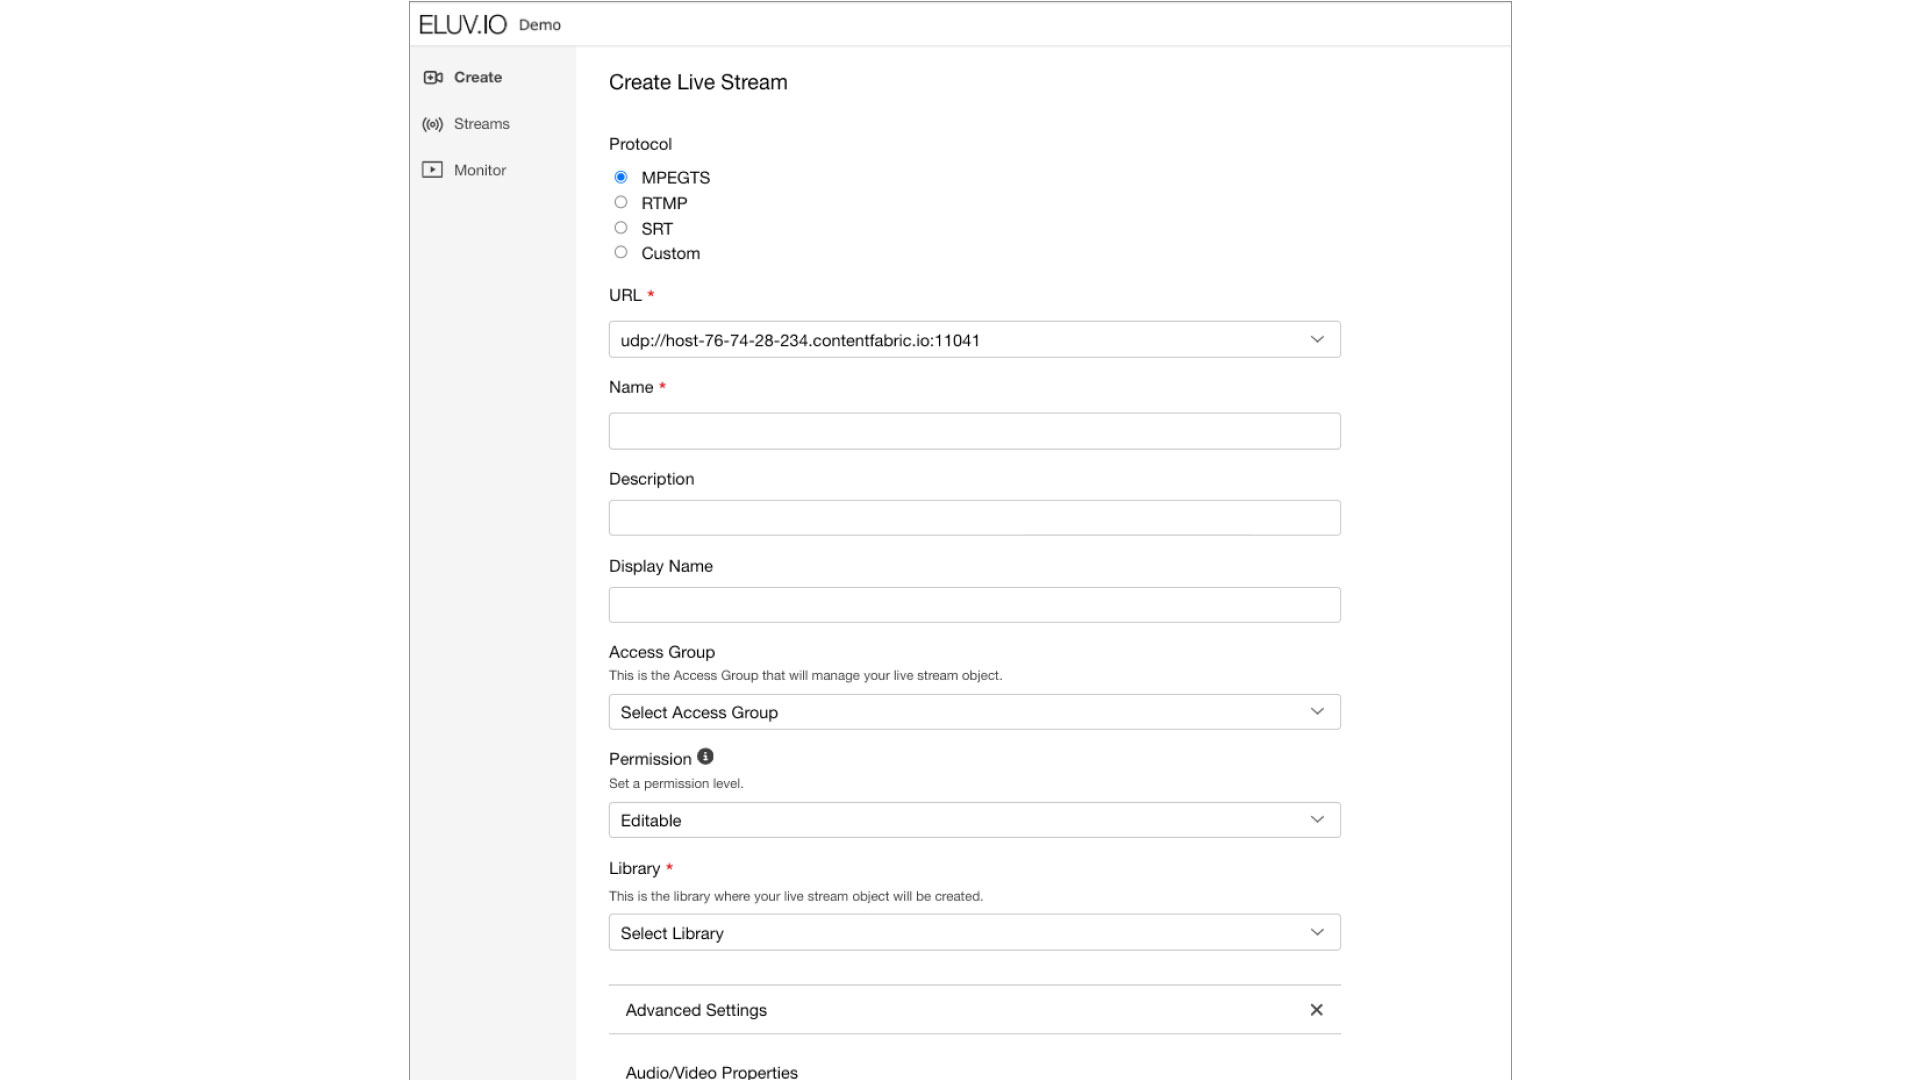 ELUV.IO Demo
Create
Streams
Monitor
Create Live Stream
Protocol
MPEGTS
RTMP
SRT
Custom
URL *
udp://host-76-74-28-234.contentfabric.io:11041
Name *
Description
Display Name
Access Group
This is the Access Group that will manage your live stream object.
Select Access Group
Permission
Set a permission level.
Editable
Library *
This is the library where your live stream object will be created.
Select Library
Advanced Settings
Audio/Video Properties